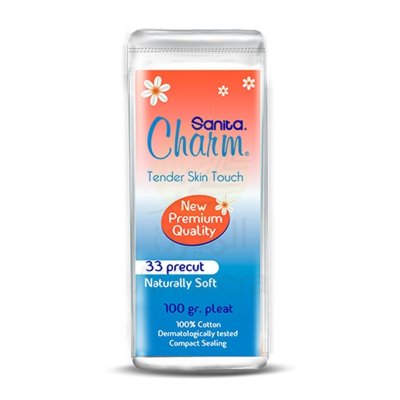 Sanita.
Charm®
Tender Skin Touch
New
Premium
Quality
33 precut
Naturally Soft
100 gr. pleat
100% Cotton
Dermatologically tested
Compact Sealing